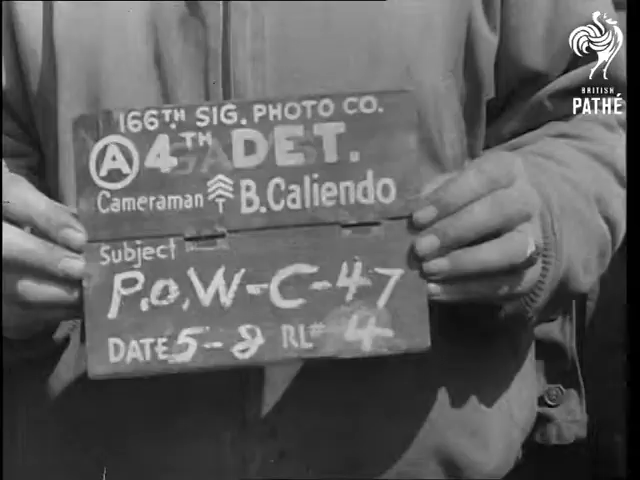 166TH SIG. PHOTO CO.
A 4TH DET.
Cameraman T B.Caliendo
Subject
P.O.W-C-47
DATE 5-8 RL# 4
BRITISH
PATHÉ